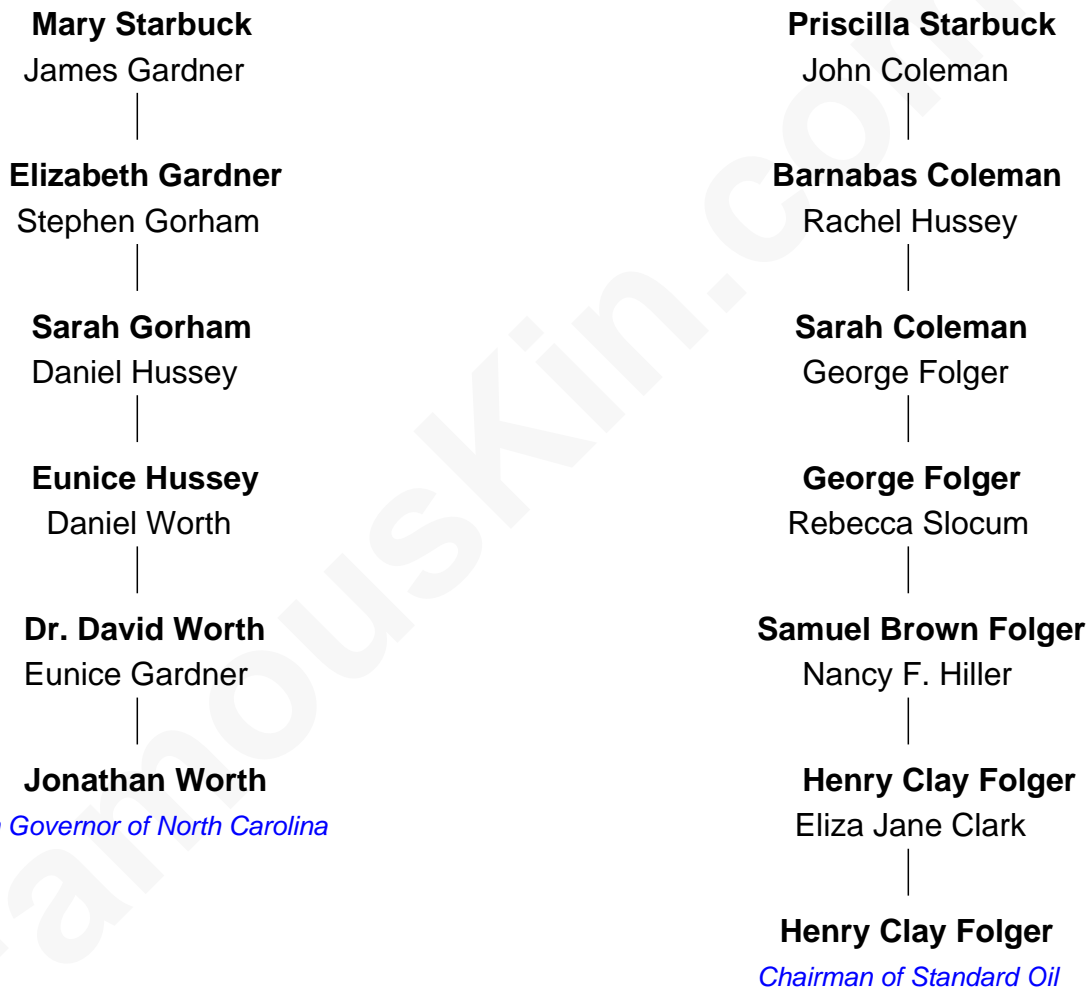 Mary Starbuck
James Gardner
Elizabeth Gardner
Stephen Gorham
Sarah Gorham
Daniel Hussey
Eunice Hussey
Daniel Worth
Dr. David Worth
Eunice Gardner
Jonathan Worth
Governor of North Carolina
Priscilla Starbuck
John Coleman
Barnabas Coleman
Rachel Hussey
Sarah Coleman
George Folger
George Folger
Rebecca Slocum
Samuel Brown Folger
Nancy F. Hiller
Henry Clay Folger
Eliza Jane Clark
Henry Clay Folger
Chairman of Standard Oil
amousKin.com